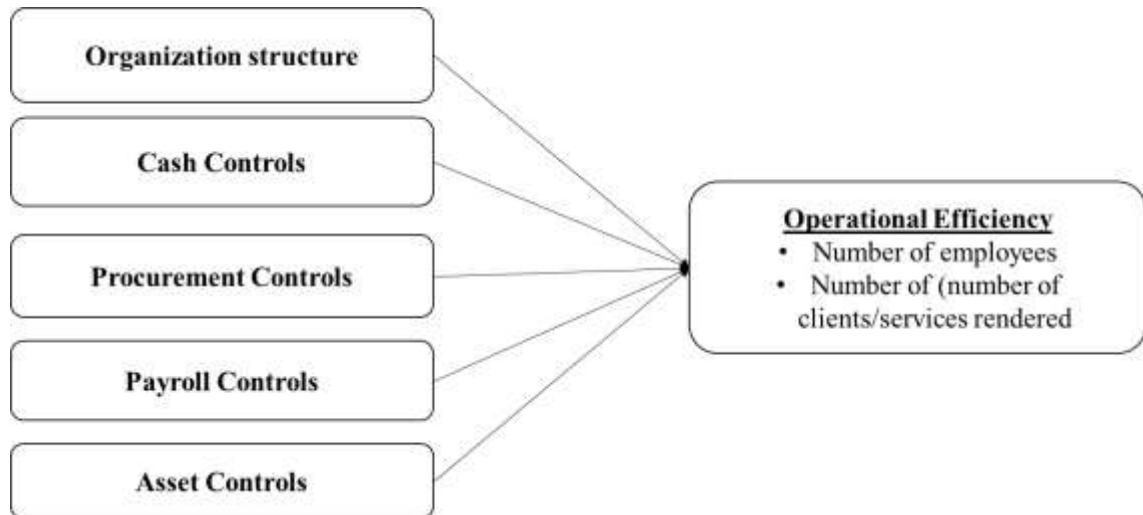 Organization structure
Cash Controls
Procurement Controls
Payroll Controls
Asset Controls
Operational Efficiency
• Number of employees
• Number of (number of
clients/services rendered